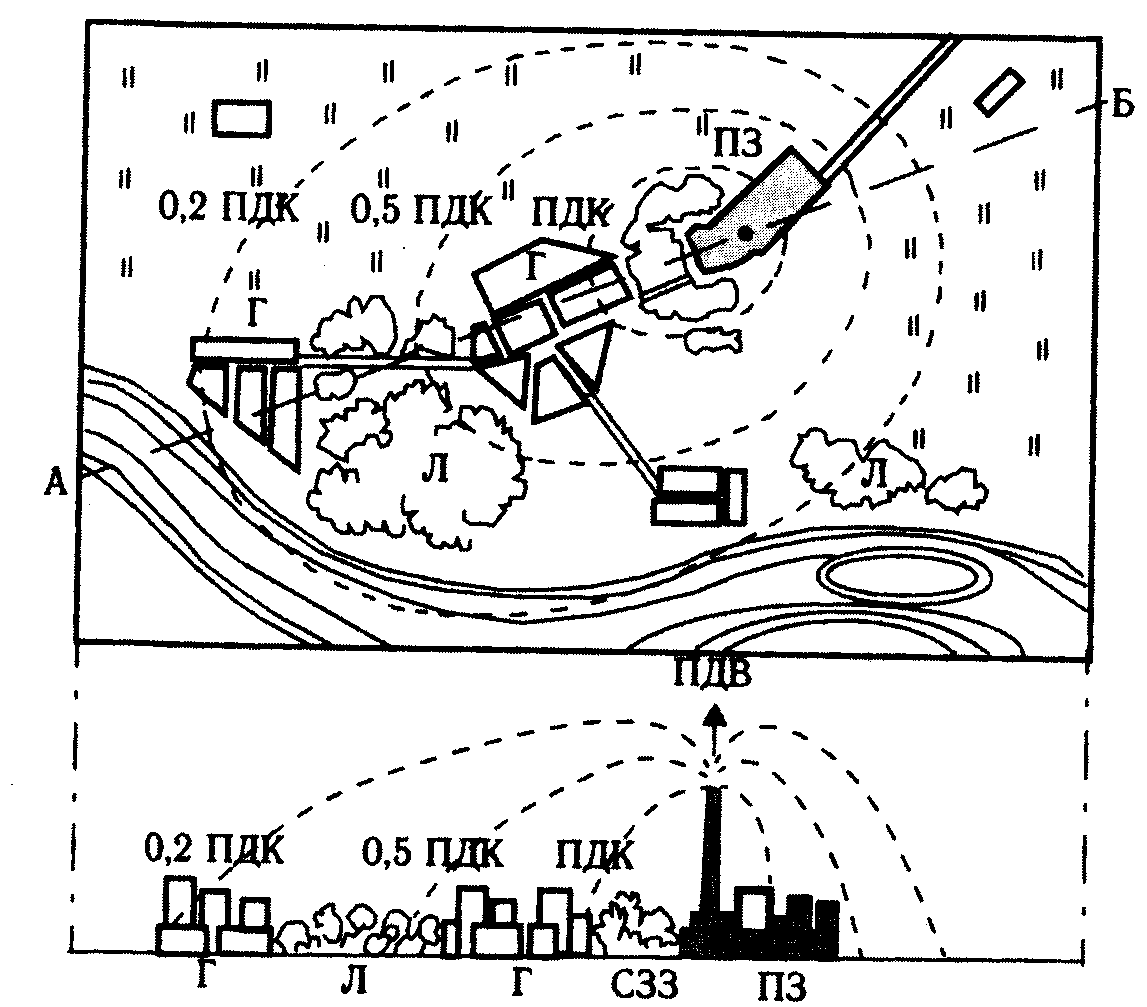 Б
ПЗ
0,2 ПДК 0,5 ПДК ПДК
Г
Г
Л
Л
А
ПДВ
0,2 ПДК 0,5 ПДК ПДК
Г Л Г СЗЗ ПЗ